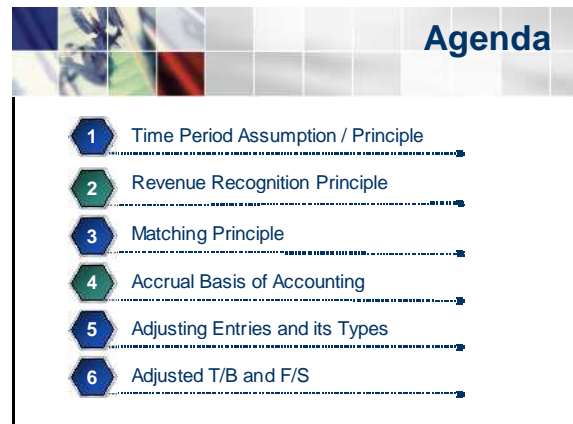 Agenda
1 Time Period Assumption / Principle
2 Revenue Recognition Principle
3 Matching Principle
4 Accrual Basis of Accounting
5 Adjusting Entries and its Types
6 Adjusted T/B and F/S